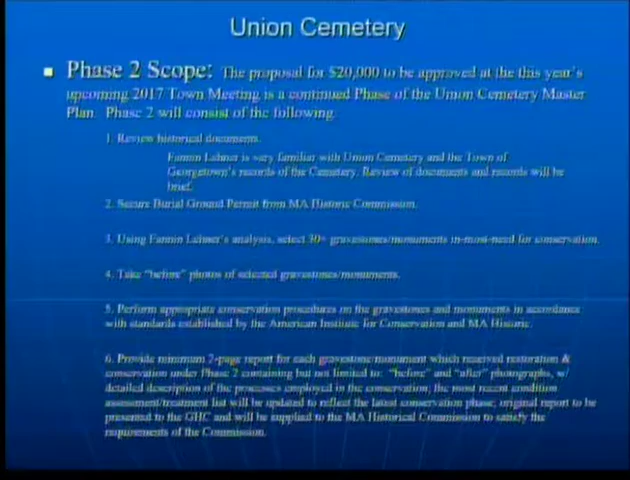 Union Cemetery
Phase 2 Scope: The proposal for $20,000 to be approved at the this year's
upcoming 2017 Town Meeting is a continued Phase of the Union Cemetery Master
Plan. Phase 2 will consist of the following.
1. Review historical documents.
Fannin Lehner is very familiar with Union Cemetery and the Town of
Georgetown's records of the Cemetery. Review of documents and records will be
brief.
2. Secure Burial Ground Permit from MA Historic Commission.
3. Using Fannin Lehner's analysis, select 30+ gravestones/monuments in-most-need for conservation.
4. Take "before" photos of selected gravestones/monuments.
5. Perform appropriate conservation procedures on the gravestones and monuments in accordance
with standards established by the American Institute for Conservation and MA Historic.
6. Provide minimum 2-page report for each gravestone/monument which received restoration &
conservation under Phase 2 containing but not limited to: "before" and "after" photographs, w/
detailed description of the processes employed in the conservation; the most recent condition
assessment/treatment list will be updated to reflect the latest conservation phase; original report to be
presented to the GHC and will be supplied to the MA Historical Commission to satisfy the
requirements of the Commission.